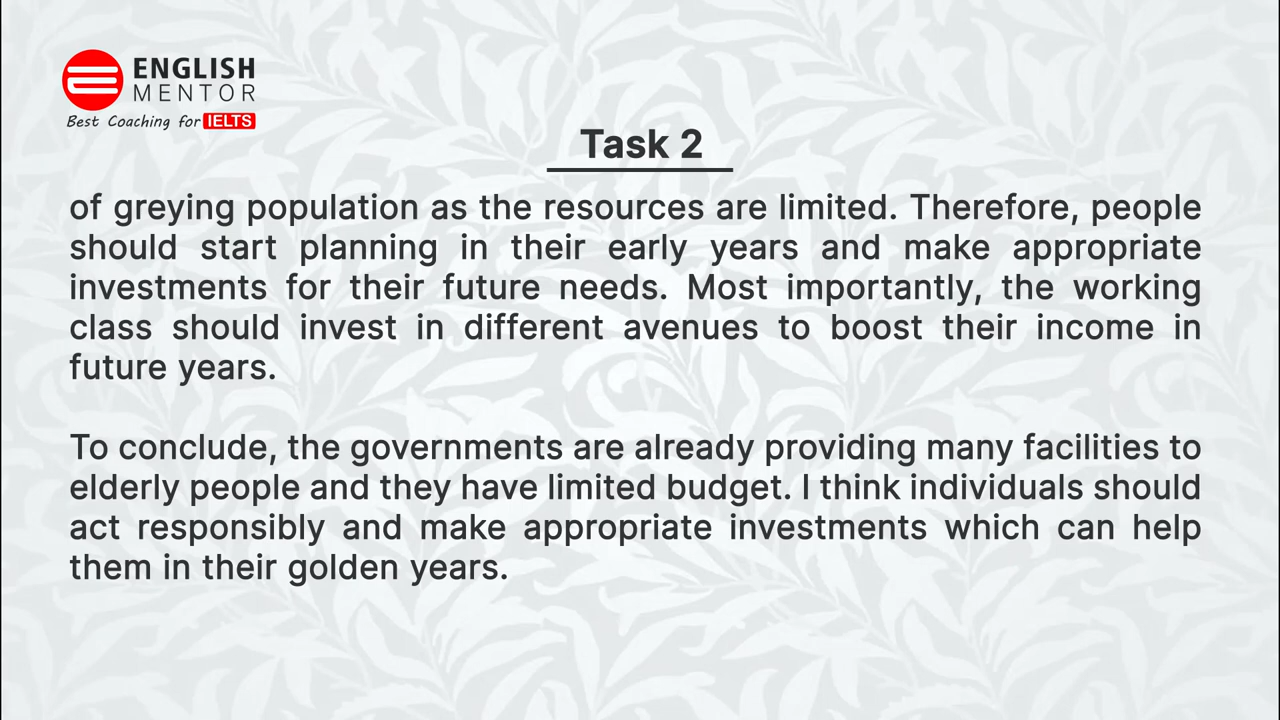 ENGLISH
MENTOR
Best Coaching for IELTS
Task 2
of greying population as the resources are limited. Therefore, people
should start planning in their early years and make appropriate
investments for their future needs. Most importantly, the working
class should invest in different avenues to boost their income in
future years.
To conclude, the governments are already providing many facilities to
elderly people and they have limited budget. I think individuals should
act responsibly and make appropriate investments which can help
them in their golden years.